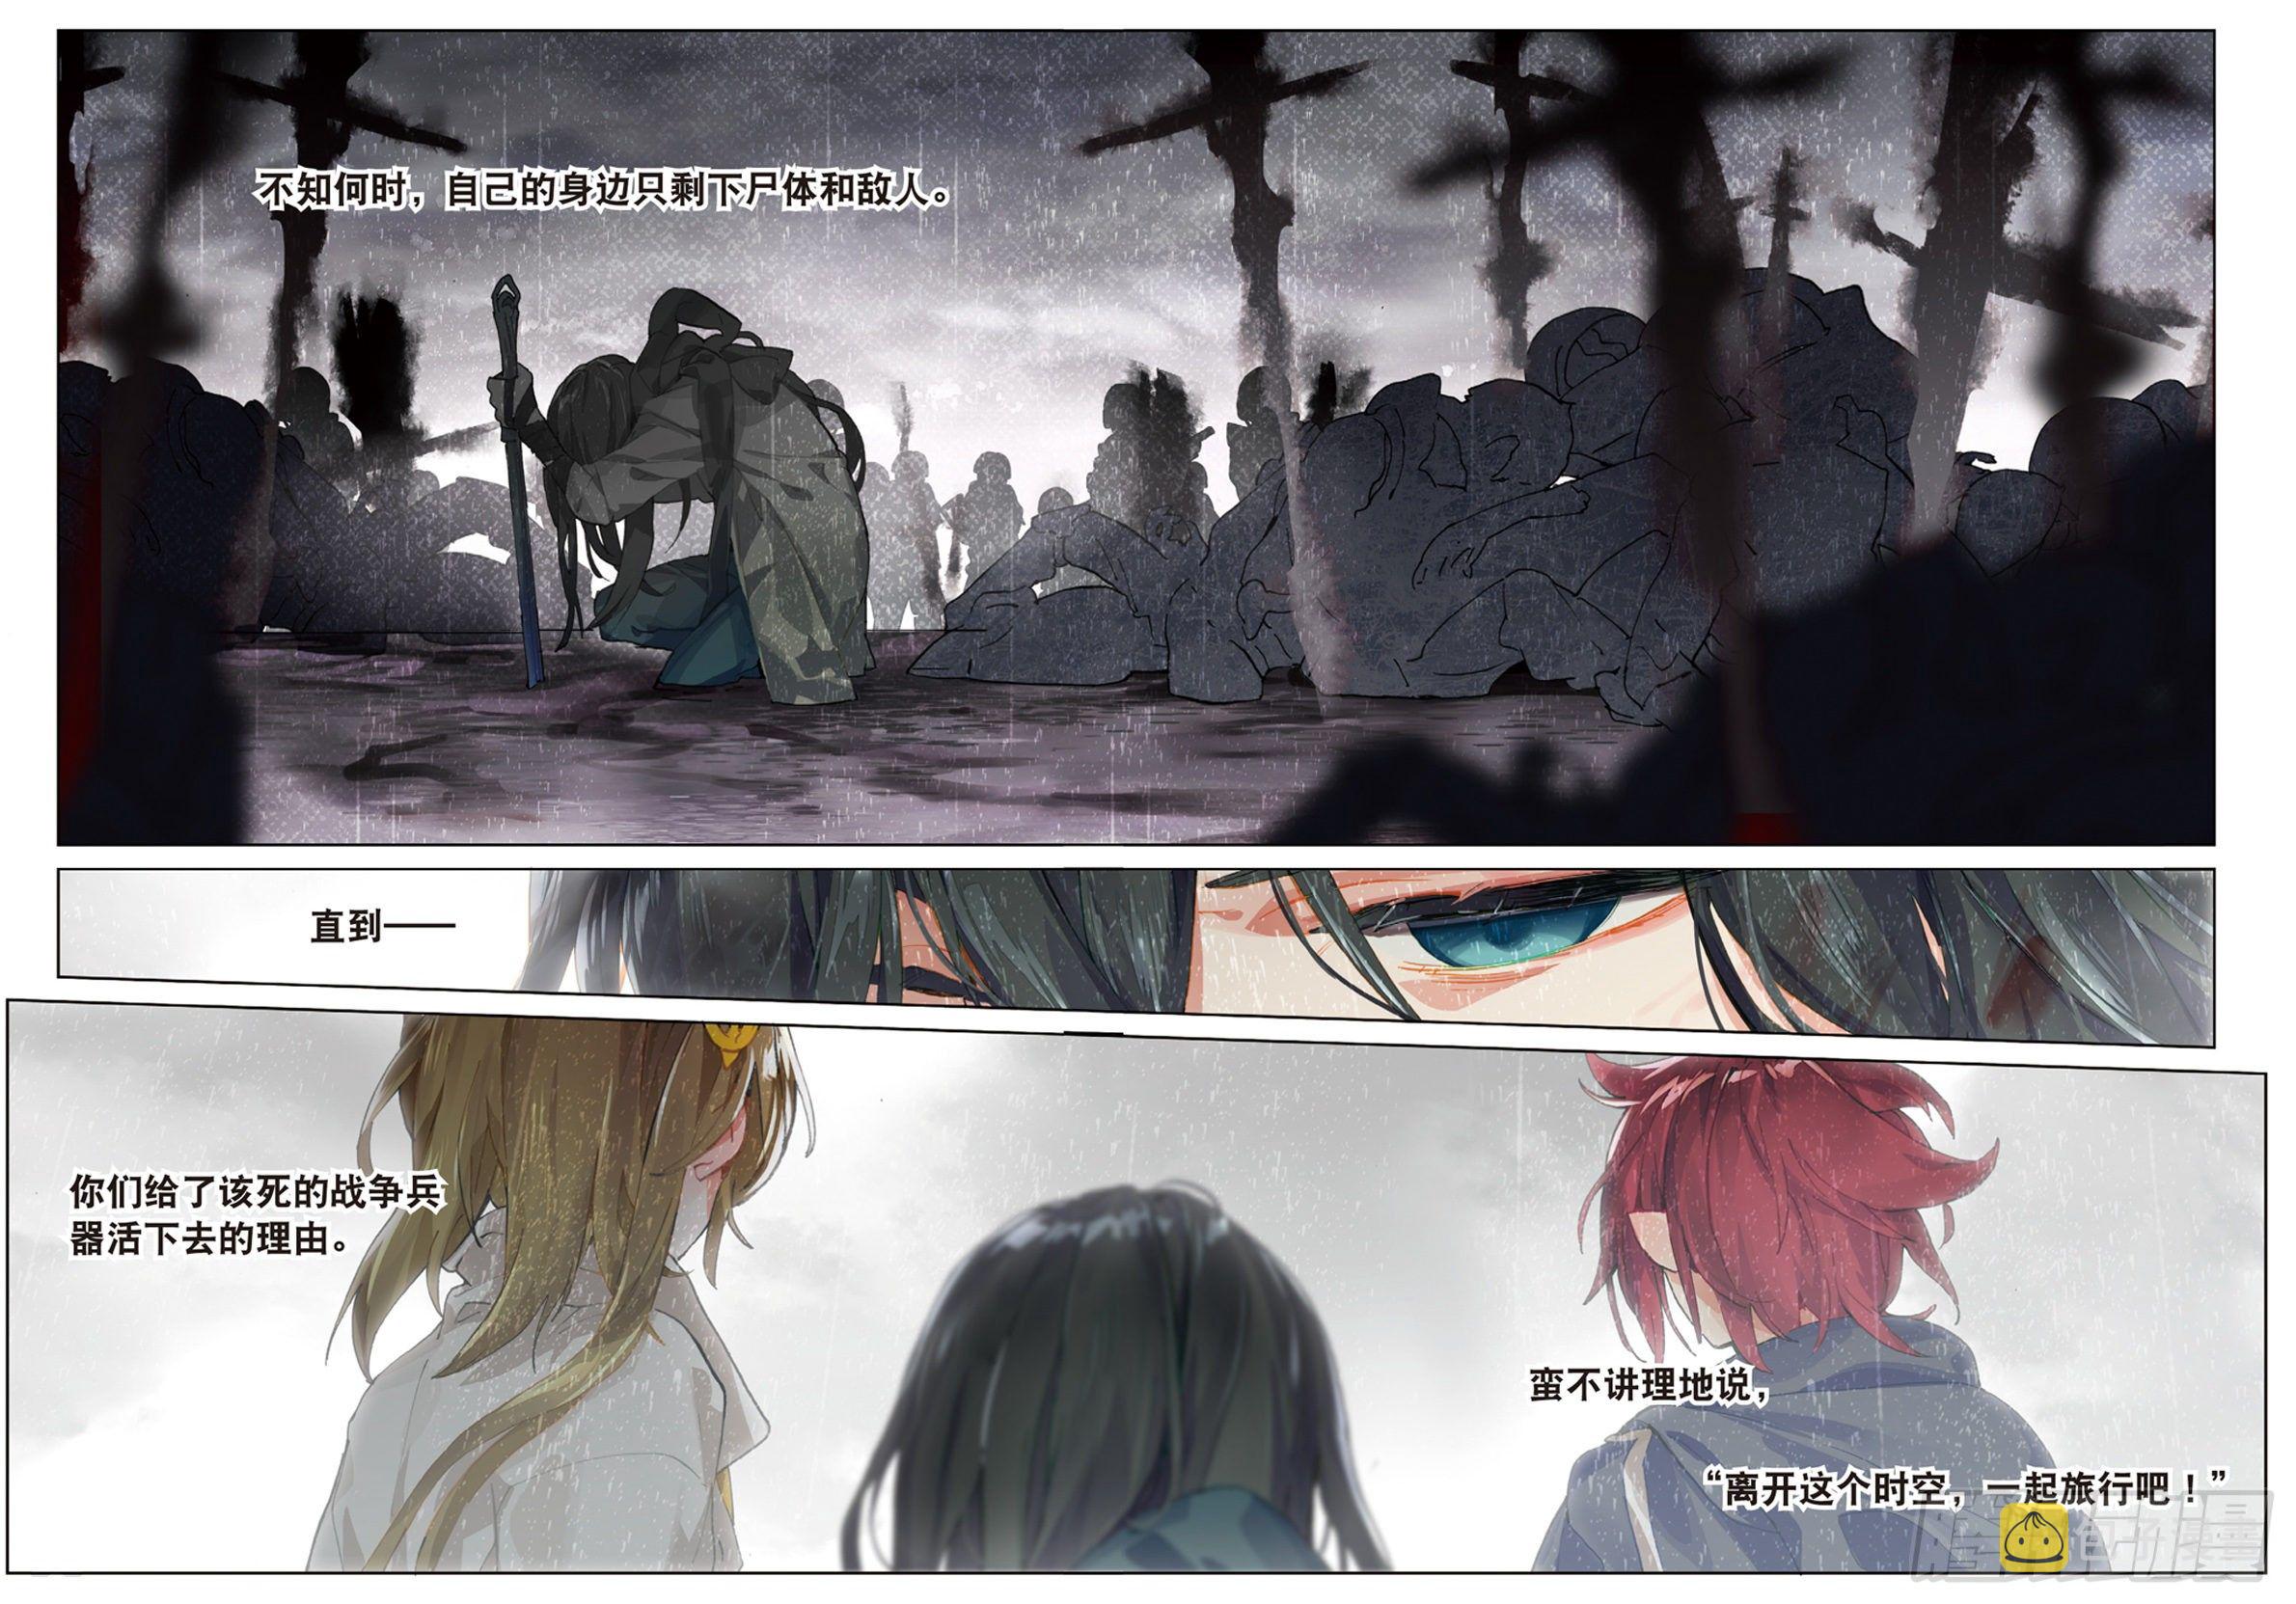 不知何时，自己的身边只剩下尸体和敌人。
直到——
你们给了该死的战争兵
器活下去的理由。
蛮不讲理地说，
“离开这个时空，一起旅行吧！”